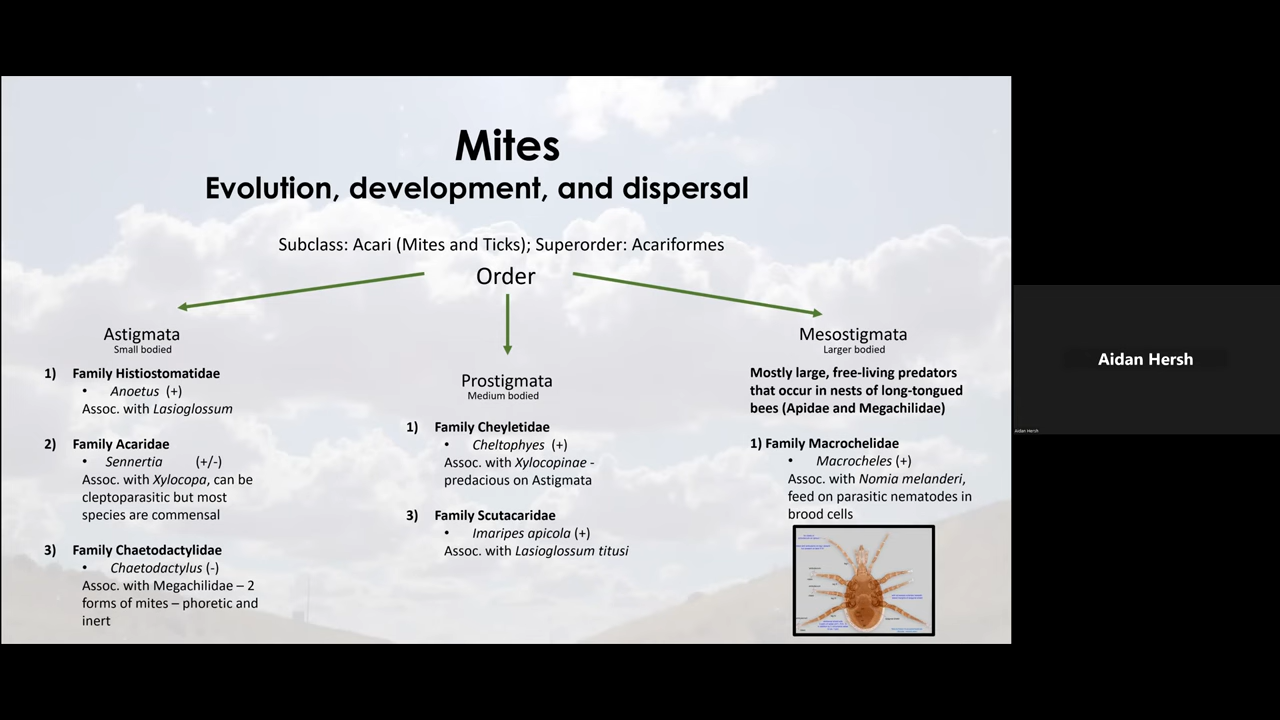 Mites
Evolution, development, and dispersal
Subclass: Acari (Mites and Ticks); Superorder: Acariformes
Order
Astigmata
Small bodied
1) Family Histiostomatidae
• Anoetus (+)
Assoc. with Lasioglossum
2) Family Acaridae
• Sennertia (+/-)
Assoc. with Xylocopa, can be
cleptoparasitic but most
species are commensal
3) Family Chaetodactylidae
• Chaetodactylus (-)
Assoc. with Megachilidae – 2
forms of mites – phoretic and
inert
Prostigmata
Medium bodied
1) Family Cheyletidae
• Cheltophyes (+)
Assoc. with Xylocopinae -
predacious on Astigmata
3) Family Scutacaridae
• Imaripes apicola (+)
Assoc. with Lasioglossum titusi
Mesostigmata
Larger bodied
Mostly large, free-living predators
that occur in nests of long-tongued
bees (Apidae and Megachilidae)
1) Family Macrochelidae
• Macrocheles (+)
Assoc. with Nomia melanderi,
feed on parasitic nematodes in
brood cells
Aidan Hersh
Aidan Hersh